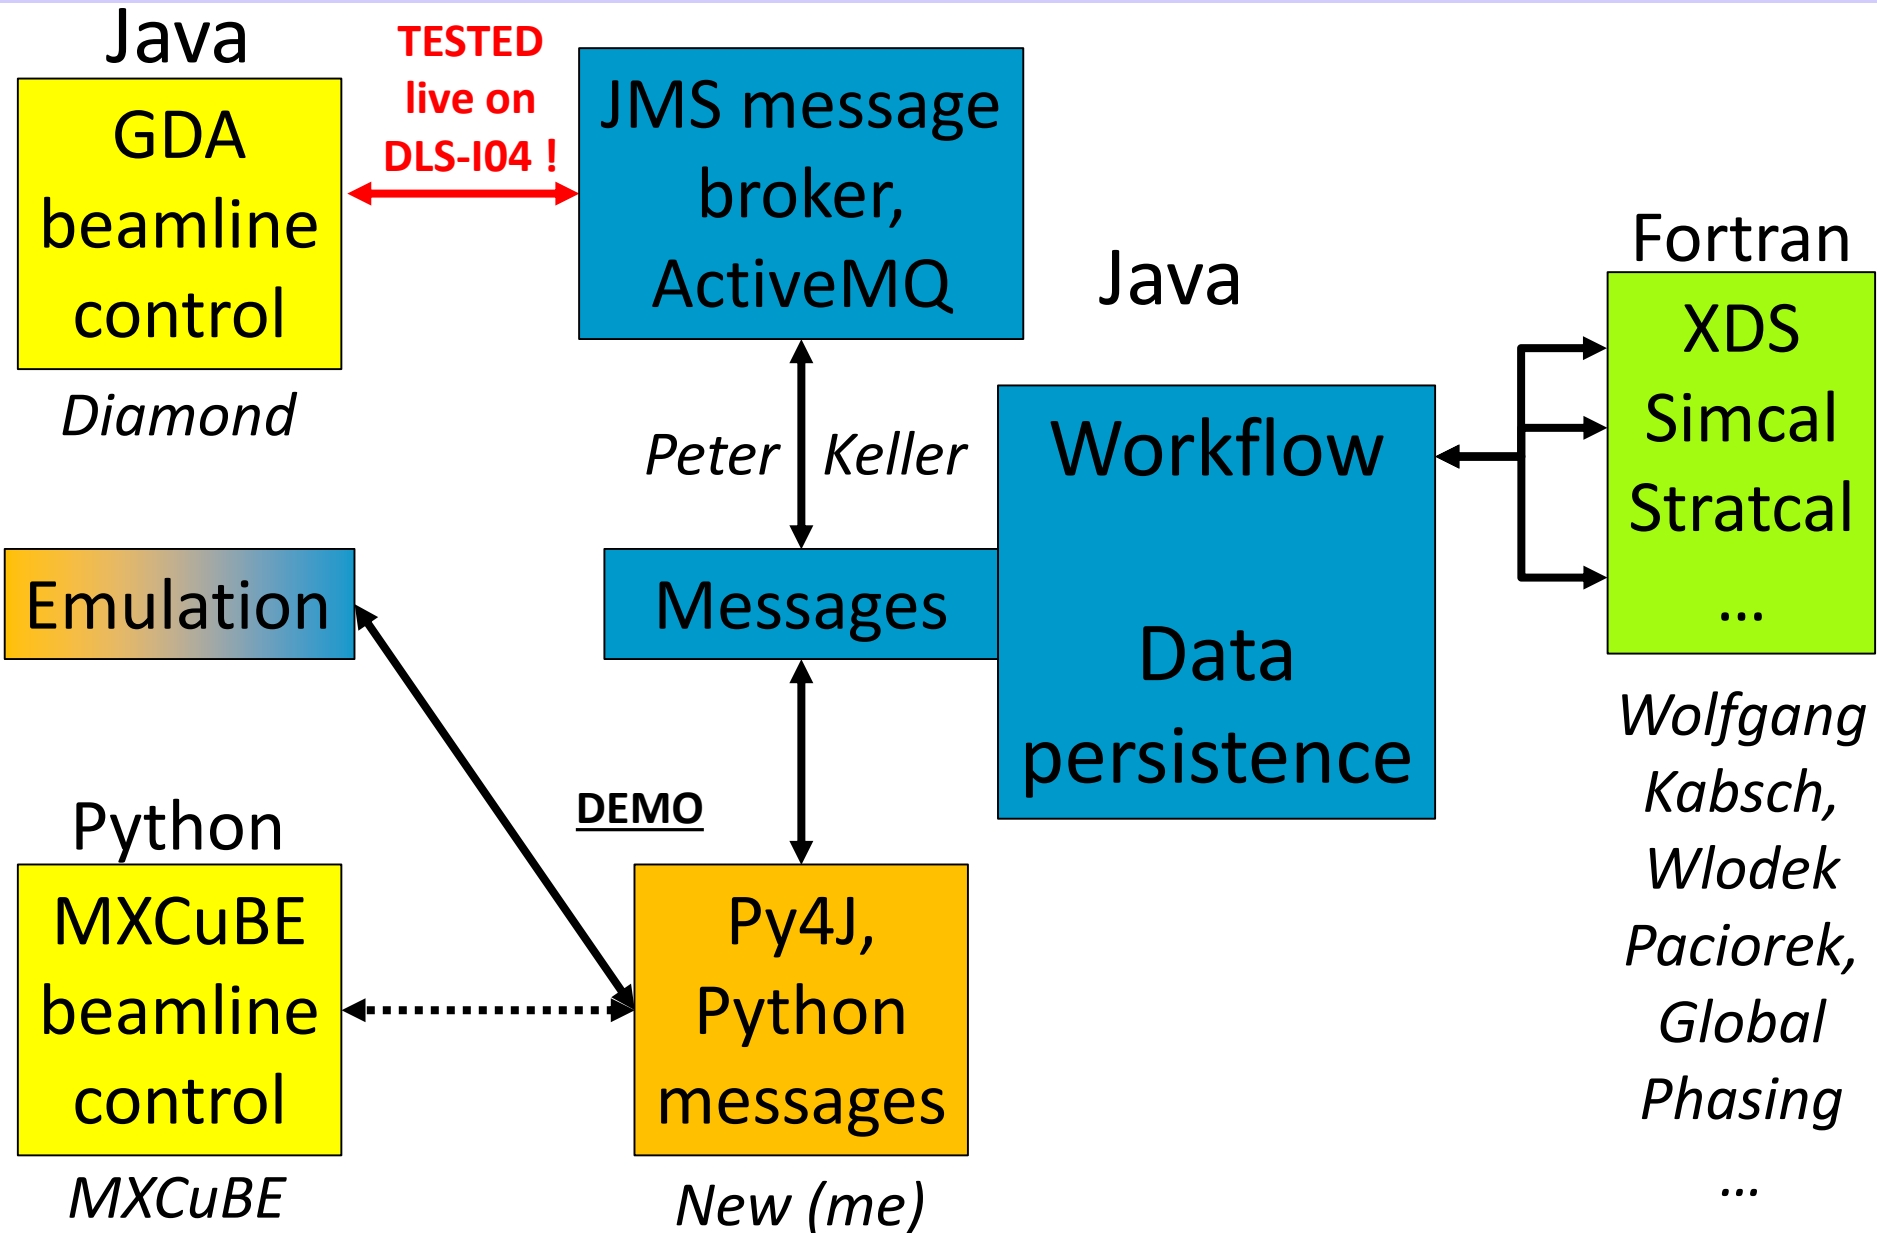 Java
GDA
beamline
control
Diamond
TESTED
live on
DLS-I04 !
JMS message
broker,
ActiveMQ
Java
Peter Keller
Messages
Workflow
Data
persistence
Fortran
XDS
Simcal
Stratcal
...
Wolfgang
Kabsch,
Wlodek
Paciorek,
Global
Phasing
...
Emulation
DEMO
Python
MXCuBE
beamline
control
MXCuBE
Py4J,
Python
messages
New (me)